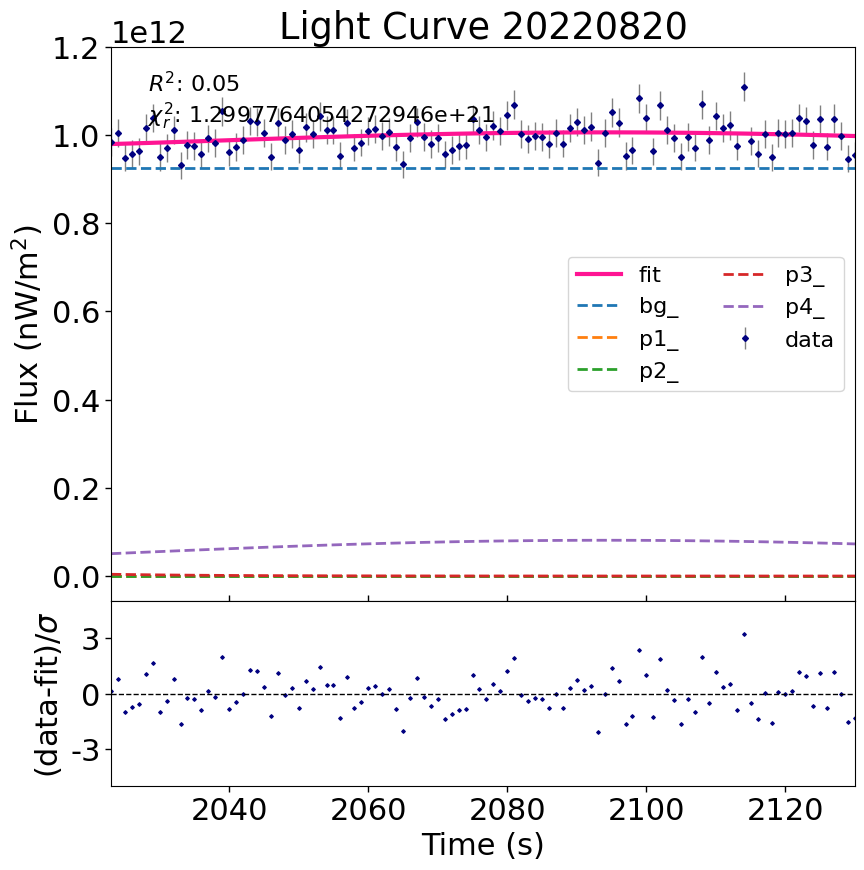 Light Curve 20220820
1e12
R²: 0.05
χ²ᵣ: 1.2997764054272946e+21
1.2
1.0
0.8
0.6
0.4
0.2
0.0
Flux (nW/m²)
fit
bg_
p1_
p2_
p3_
p4_
data
3
0
-3
(data-fit)/σ
2040 2060 2080 2100 2120
Time (s)